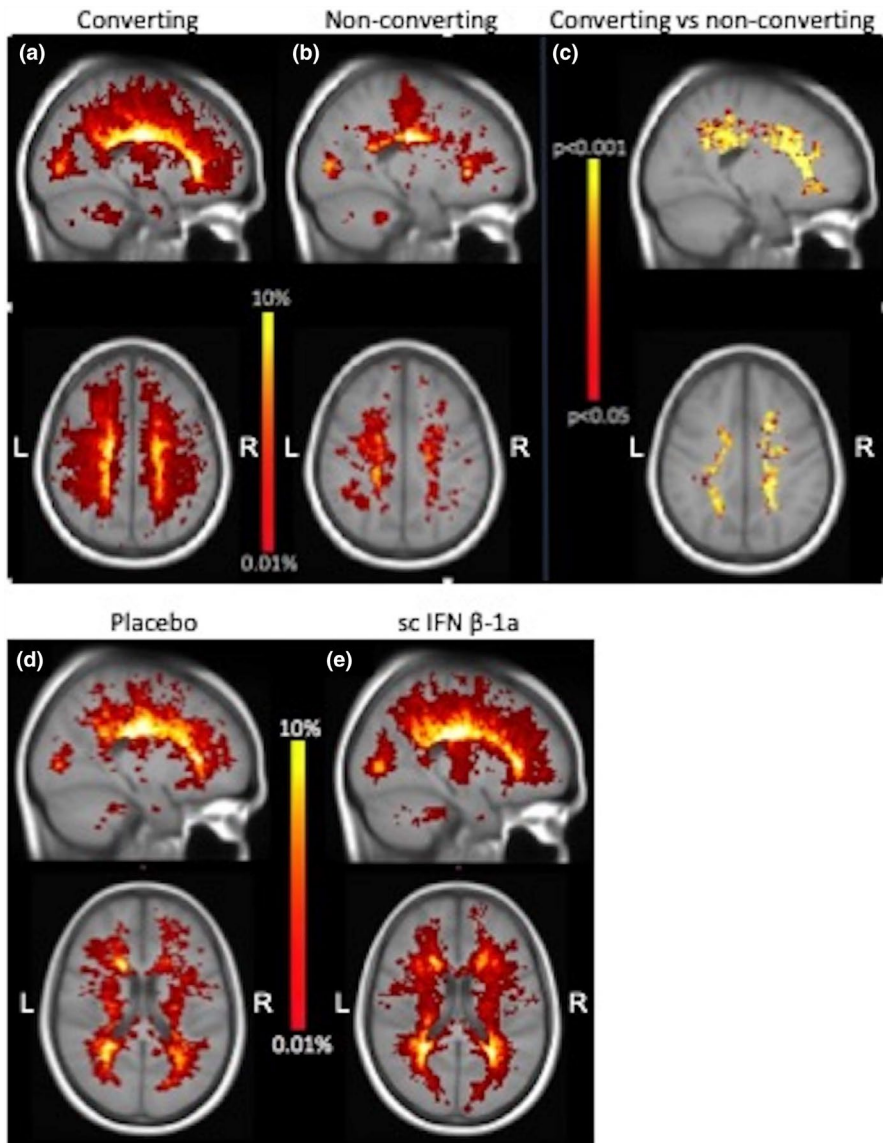 Converting Non-converting Converting vs non-converting
(a) (b) (c)
p<0.001
10%
L R L R L R
p<0.05
0.01%
Placebo sc IFN β-1a
(d) (e)
10%
L R L R
0.01%